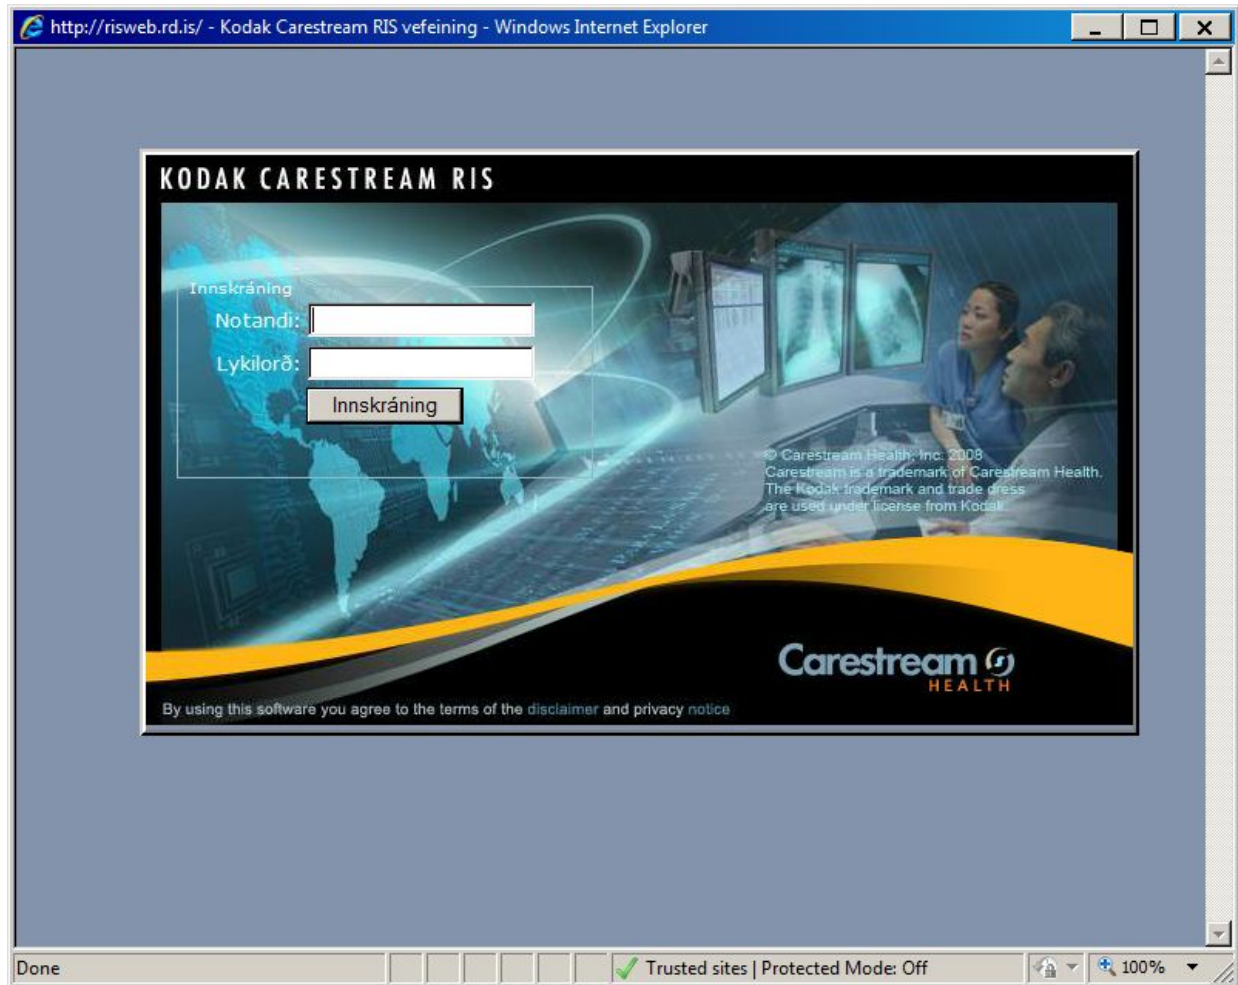 http://risweb.rd.is/ - Kodak Carestream RIS vefeining - Windows Internet Explorer
KODAK CARESTREAM RIS
Innskráning
Notandi:
Lykilorð:
Innskráning
© Carestream Health, Inc. 2008
Carestream is a trademark of Carestream Health.
The Kodak trademark and trade dress
are used under license from Kodak.
Carestream
HEALTH
By using this software you agree to the terms of the disclaimer and privacy notice
Done
Trusted sites | Protected Mode: Off
100%